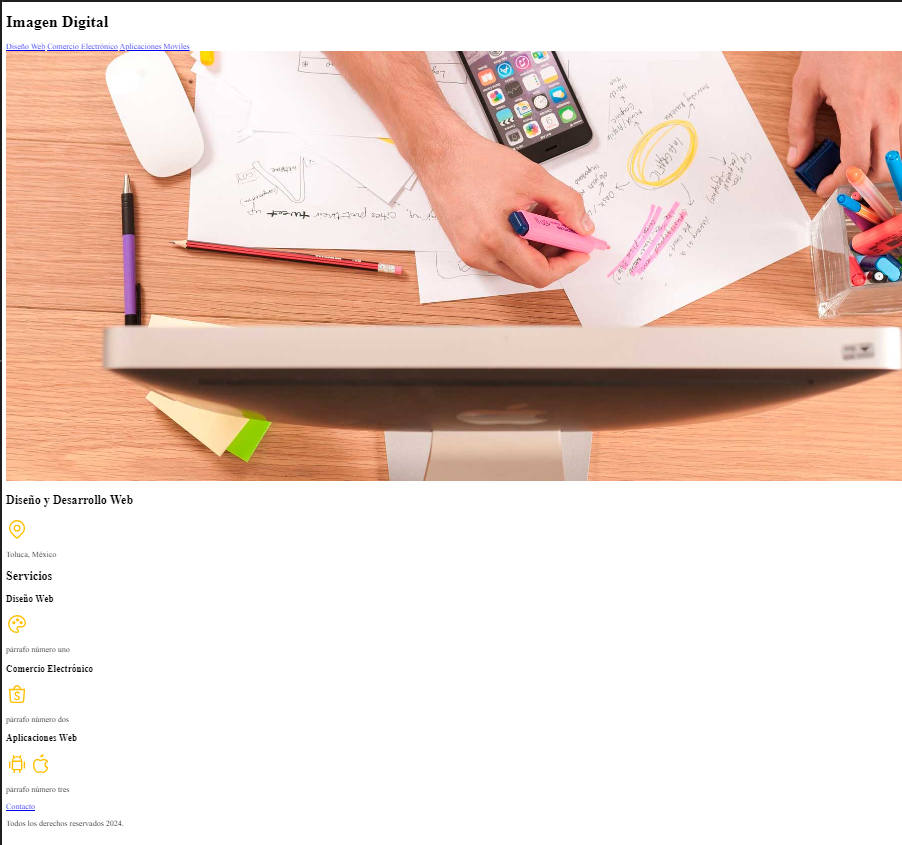 Imagen Digital
Diseño Web Comercio Electrónico Aplicaciones Moviles
Diseño y Desarrollo Web
Toluca, México
Servicios
Diseño Web
párrafo número uno
Comercio Electrónico
párrafo número dos
Aplicaciones Web
párrafo número tres
Contacto
Todos los derechos reservados 2024.